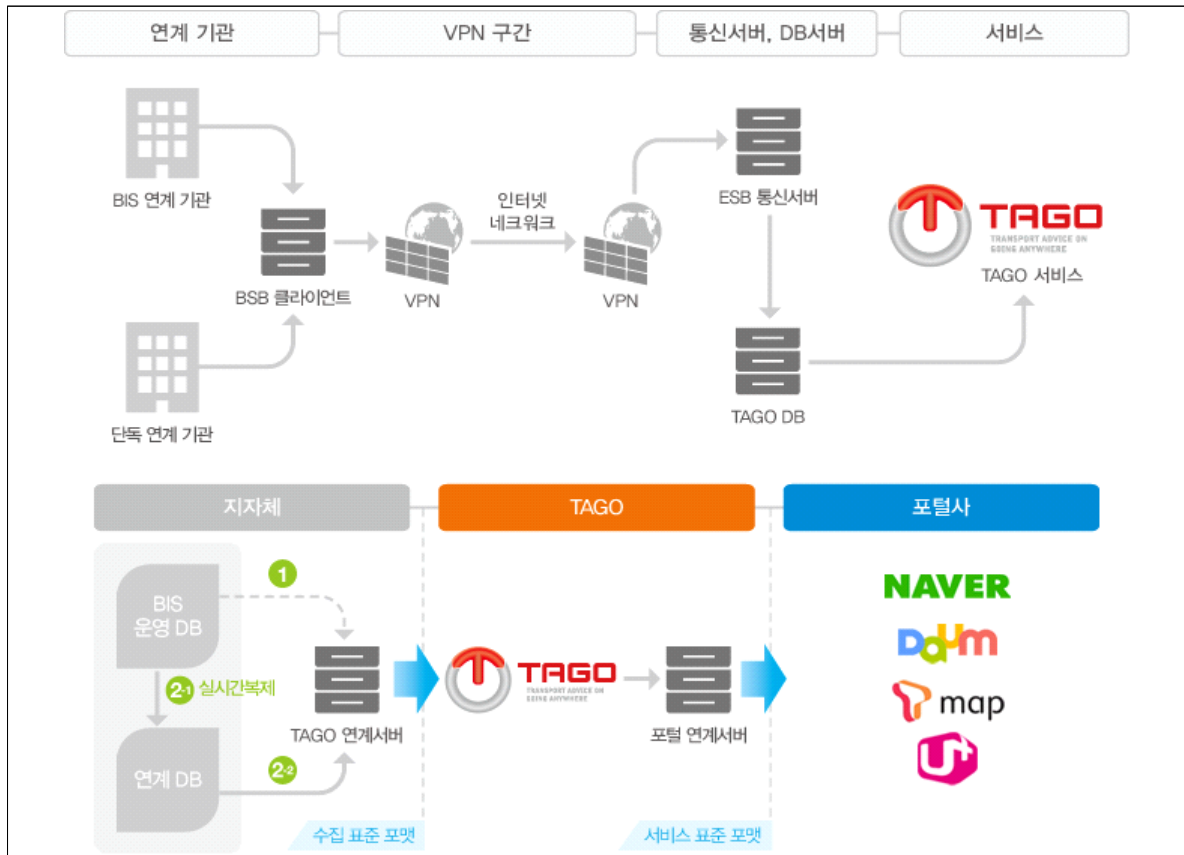 연계 기관
VPN 구간
통신서버, DB서버
서비스
BIS 연계 기관
단독 연계 기관
BSB 클라이언트
VPN
인터넷
네크워크
VPN
ESB 통신서버
TAGO DB
TAGO
TRANSPORT ADVICE ON
GOING ANYWHERE
TAGO 서비스
지자체
TAGO
포털사
BIS
운영 DB
1
2-1 실시간복제
연계 DB
2-2
TAGO 연계서버
수집 표준 포맷
TAGO
TRANSPORT ADVICE ON
GOING ANYWHERE
포털 연계서버
서비스 표준 포맷
NAVER
Daum
T map
U+